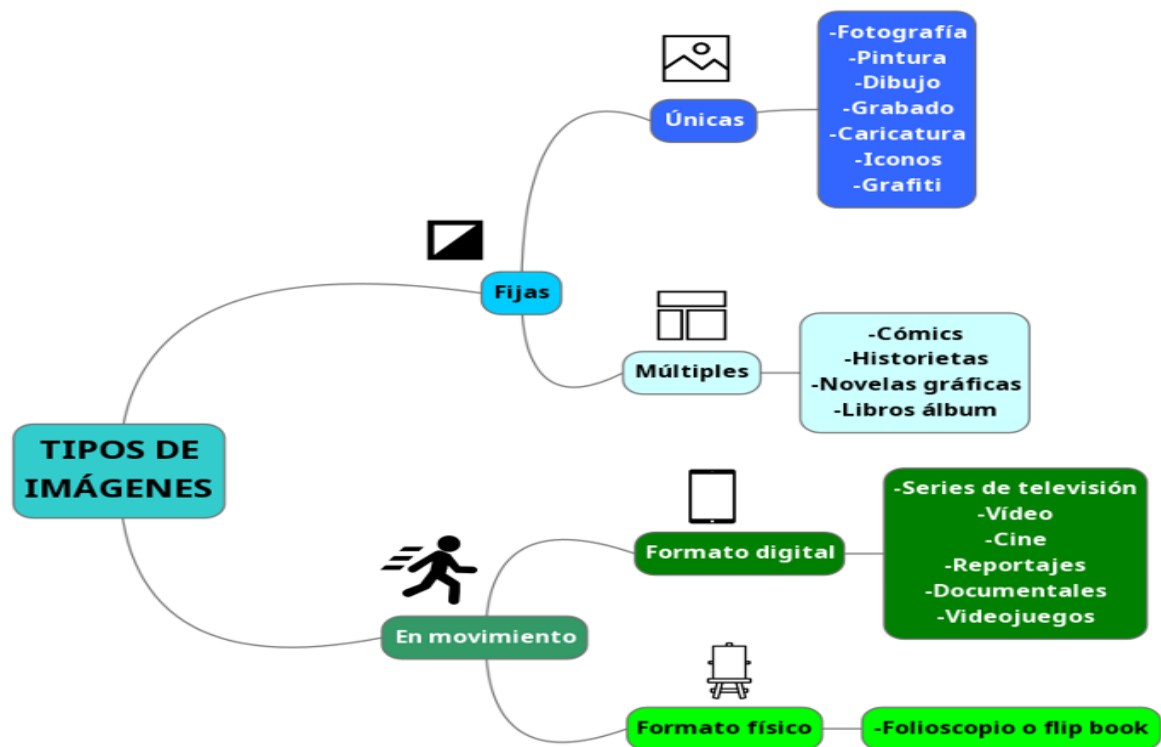 TIPOS DE
IMÁGENES
Fijas
Únicas
-Fotografía
-Pintura
-Dibujo
-Grabado
-Caricatura
-Iconos
-Grafiti
Múltiples
-Cómics
-Historietas
-Novelas gráficas
-Libros álbum
En movimiento
Formato digital
-Series de televisión
-Vídeo
-Cine
-Reportajes
-Documentales
-Videojuegos
Formato físico
-Folioscopio o flip book